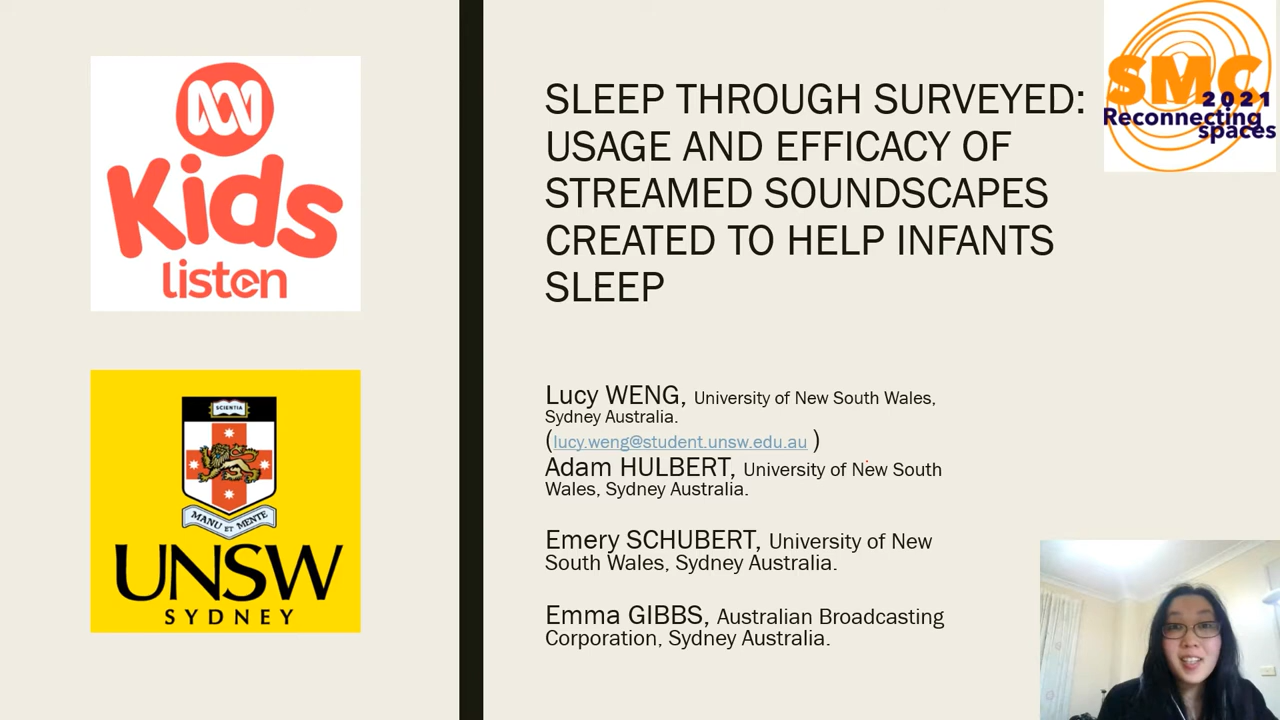 Kids
listen
SCIENTIA
MANU ET MENTE
UNSW
SYDNEY
SMC
2021
Reconnecting
spaces
SLEEP THROUGH SURVEYED:
USAGE AND EFFICACY OF
STREAMED SOUNDSCAPES
CREATED TO HELP INFANTS
SLEEP
Lucy WENG, University of New South Wales,
Sydney Australia.
(lucy.weng@student.unsw.edu.au )
Adam HULBERT, University of New South
Wales, Sydney Australia.
Emery SCHUBERT, University of New
South Wales, Sydney Australia.
Emma GIBBS, Australian Broadcasting
Corporation, Sydney Australia.